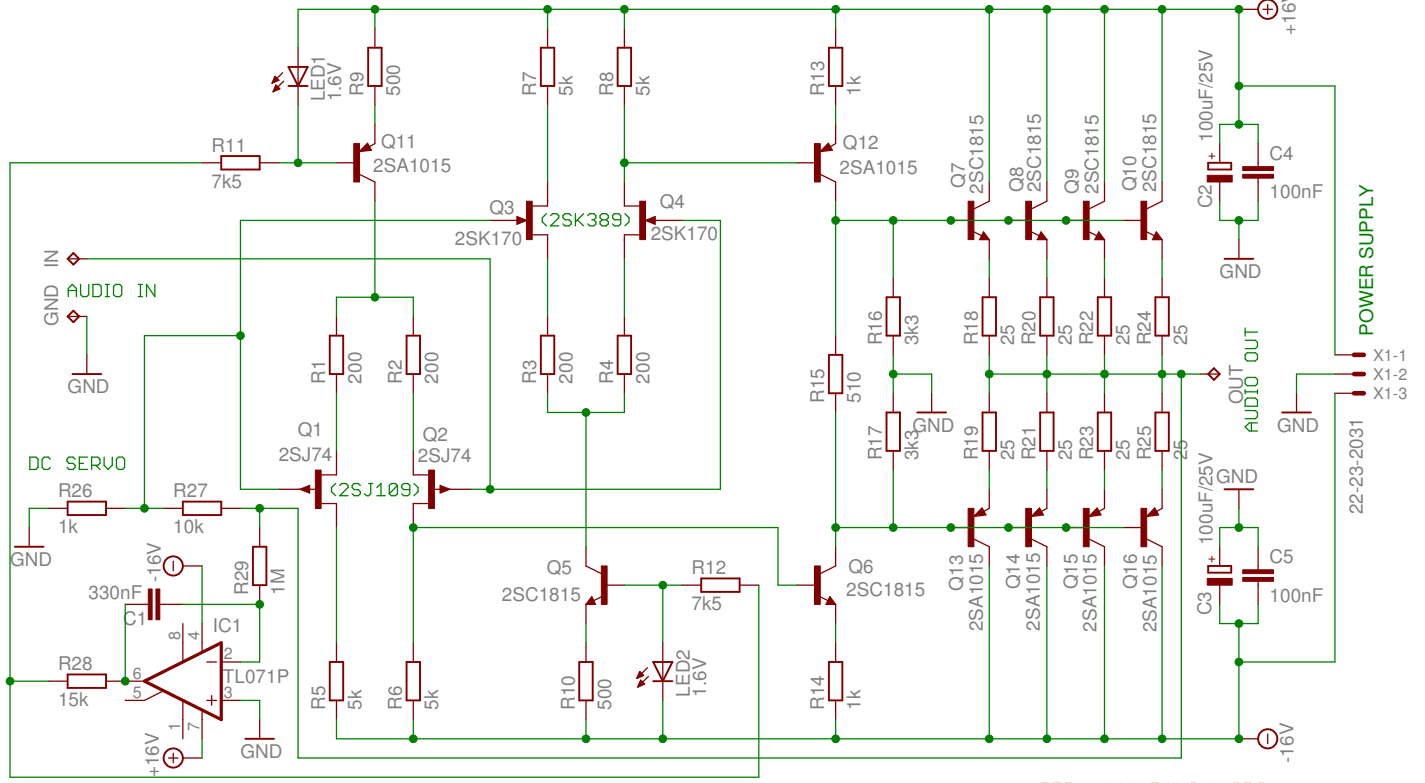 +16V
LED1
1.6V
R9
500
R7
5k
R8
5k
R13
1k
100uF/25V
R11
7k5
Q11
2SA1015
Q12
2SA1015
Q7
2SC1815
Q8
2SC1815
Q9
2SC1815
Q10
2SC1815
C2
+
C4
100nF
GND
Q3
2SK170
(2SK389)
Q4
2SK170
IN
GND
AUDIO IN
GND
POWER SUPPLY
R1
200
R2
200
R3
200
R4
200
R15
510
R16
3k3
R18
25
R20
25
R22
25
R24
25
OUT
AUDIO OUT
X1-1
X1-2
X1-3
GND
22-23-2031
R17
3k3
GND
R19
25
R21
25
R23
25
R25
25
Q1
2SJ74
(2SJ109)
Q2
2SJ74
DC SERVO
R26
1k
R27
10k
GND
R29
1M
-16V
330nF
C1
IC1
TL071P
8
4
2
6
5
3
1
7
-
+
R28
15k
+16V
GND
R5
5k
R6
5k
Q5
2SC1815
R12
7k5
R10
500
LED2
1.6V
Q6
2SC1815
R14
1k
Q13
2SA1015
Q14
2SA1015
Q15
2SA1015
Q16
2SA1015
GND
100uF/25V
C3
+
C5
100nF
-16V